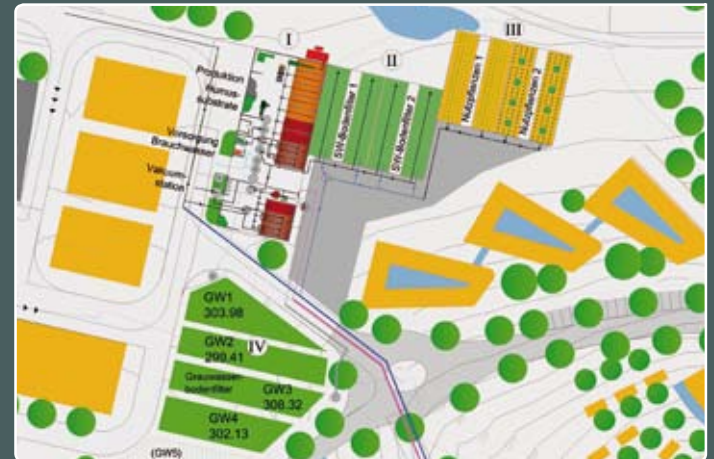 I
II
III
Produktion
Humus-
substrate
Versorgung
Brauchwasser
Vakuum-
station
SW-Bodenfilter 1
SW-Bodenfilter 2
Nutzpflanzen 1
Nutzpflanzen 2
GW1
303.98
GW2
299.41
IV
Grauwasser-
bodenfilter
GW3
308.32
GW4
302.13
(GW5)